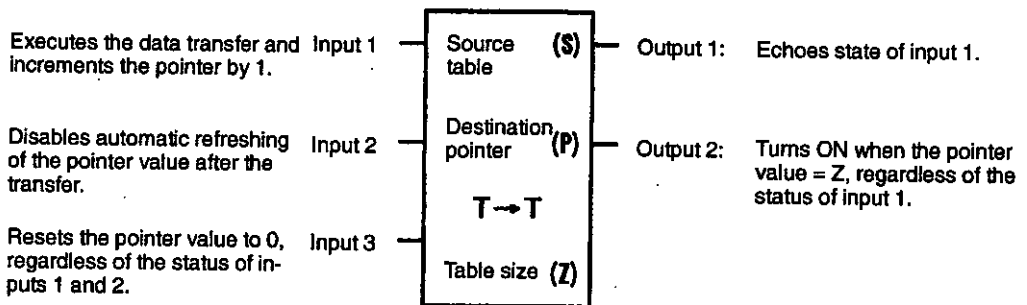 Executes the data transfer and
increments the pointer by 1.
Input 1
Source
table
(S)
Output 1:
Echoes state of input 1.
Disables automatic refreshing
of the pointer value after the
transfer.
Input 2
Destination
pointer
(P)
Output 2:
Turns ON when the pointer
value = Z, regardless of the
status of input 1.
T→T
Resets the pointer value to 0,
regardless of the status of in-
puts 1 and 2.
Input 3
Table size (Z)